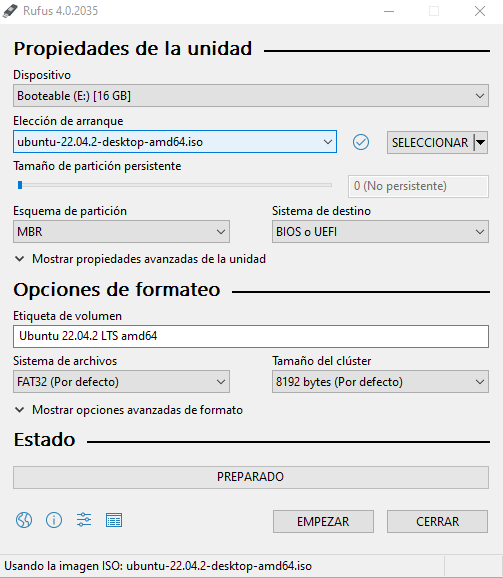 Rufus 4.0.2035
Propiedades de la unidad
Dispositivo
Booteable (E:) [16 GB]
Elección de arranque
ubuntu-22.04.2-desktop-amd64.iso
SELECCIONAR
Tamaño de partición persistente
0 (No persistente)
Esquema de partición
Sistema de destino
MBR
BIOS o UEFI
Mostrar propiedades avanzadas de la unidad
Opciones de formateo
Etiqueta de volumen
Ubuntu 22.04.2 LTS amd64
Sistema de archivos
Tamaño del clúster
FAT32 (Por defecto)
8192 bytes (Por defecto)
Mostrar opciones avanzadas de formato
Estado
PREPARADO
EMPEZAR
CERRAR
Usando la imagen ISO: ubuntu-22.04.2-desktop-amd64.iso